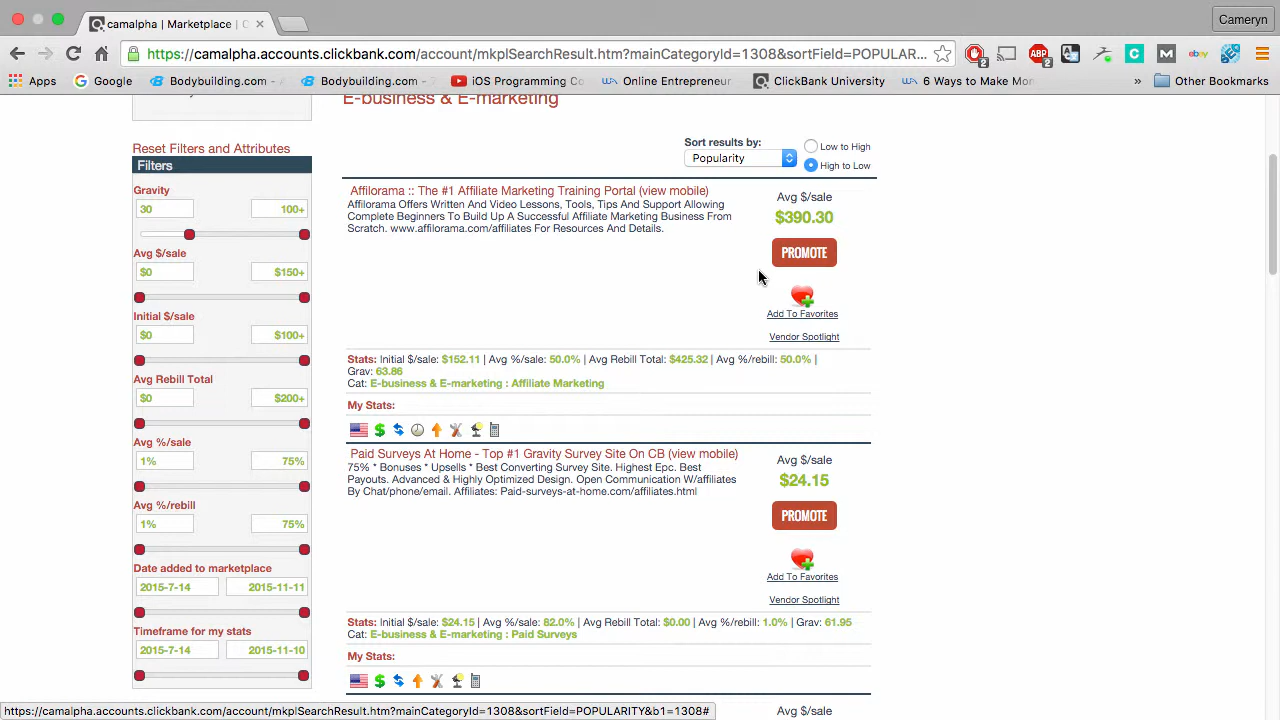 camalpha | Marketplace | C
Cameryn
https://camalpha.accounts.clickbank.com/account/mkplSearchResult.htm?mainCategoryId=1308&sortField=POPULAR...
2
ABP
2
C
M
ebay
Apps
Google
Bodybuilding.com -
Bodybuilding.com -
iOS Programming Co
Online Entrepreneur
ClickBank University
6 Ways to Make Mon
»
Other Bookmarks
E-business & E-marketing
Reset Filters and Attributes
Filters
Gravity
30 100+
Avg $/sale
$0 $150+
Initial $/sale
$0 $100+
Avg Rebill Total
$0 $200+
Avg %/sale
1% 75%
Avg %/rebill
1% 75%
Date added to marketplace
2015-7-14 2015-11-11
Timeframe for my stats
2015-7-14 2015-11-10
Sort results by:
Popularity
Low to High
High to Low
Affilorama :: The #1 Affiliate Marketing Training Portal (view mobile)
Affilorama Offers Written And Video Lessons, Tools, Tips And Support Allowing
Complete Beginners To Build Up A Successful Affiliate Marketing Business From
Scratch. www.affilorama.com/affiliates For Resources And Details.
Avg $/sale
$390.30
PROMOTE
Add To Favorites
Vendor Spotlight
Stats: Initial $/sale: $152.11 | Avg %/sale: 50.0% | Avg Rebill Total: $425.32 | Avg %/rebill: 50.0% |
Grav: 63.86
Cat: E-business & E-marketing : Affiliate Marketing
My Stats:
Paid Surveys At Home - Top #1 Gravity Survey Site On CB (view mobile)
75% * Bonuses * Upsells * Best Converting Survey Site. Highest Epc. Best
Payouts. Advanced & Highly Optimized Design. Open Communication W/affiliates
By Chat/phone/email. Affiliates: Paid-surveys-at-home.com/affiliates.html
Avg $/sale
$24.15
PROMOTE
Add To Favorites
Vendor Spotlight
Stats: Initial $/sale: $24.15 | Avg %/sale: 82.0% | Avg Rebill Total: $0.00 | Avg %/rebill: 1.0% | Grav: 61.95
Cat: E-business & E-marketing : Paid Surveys
My Stats:
Avg $/sale
https://camalpha.accounts.clickbank.com/account/mkplSearchResult.htm?mainCategoryId=1308&sortField=POPULARITY&b1=1308#